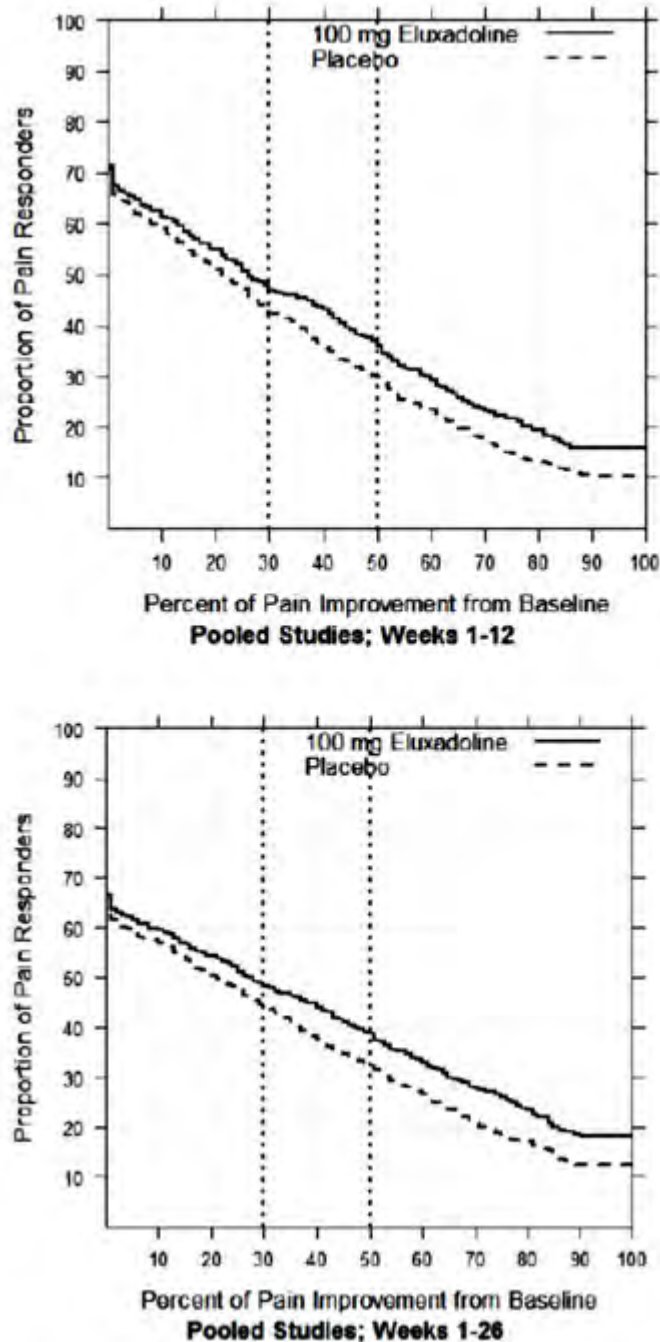 100 mg Eluxadoline
Placebo
100
90
80
70
60
50
40
30
20
10
Proportion of Pain Responders
10 20 30 40 50 60 70 80 90 100
Percent of Pain Improvement from Baseline
Pooled Studies; Weeks 1-12
100 mg Eluxadoline
Placebo
100
90
80
70
60
50
40
30
20
10
Proportion of Pain Responders
10 20 30 40 50 60 70 80 90 100
Percent of Pain Improvement from Baseline
Pooled Studies; Weeks 1-26